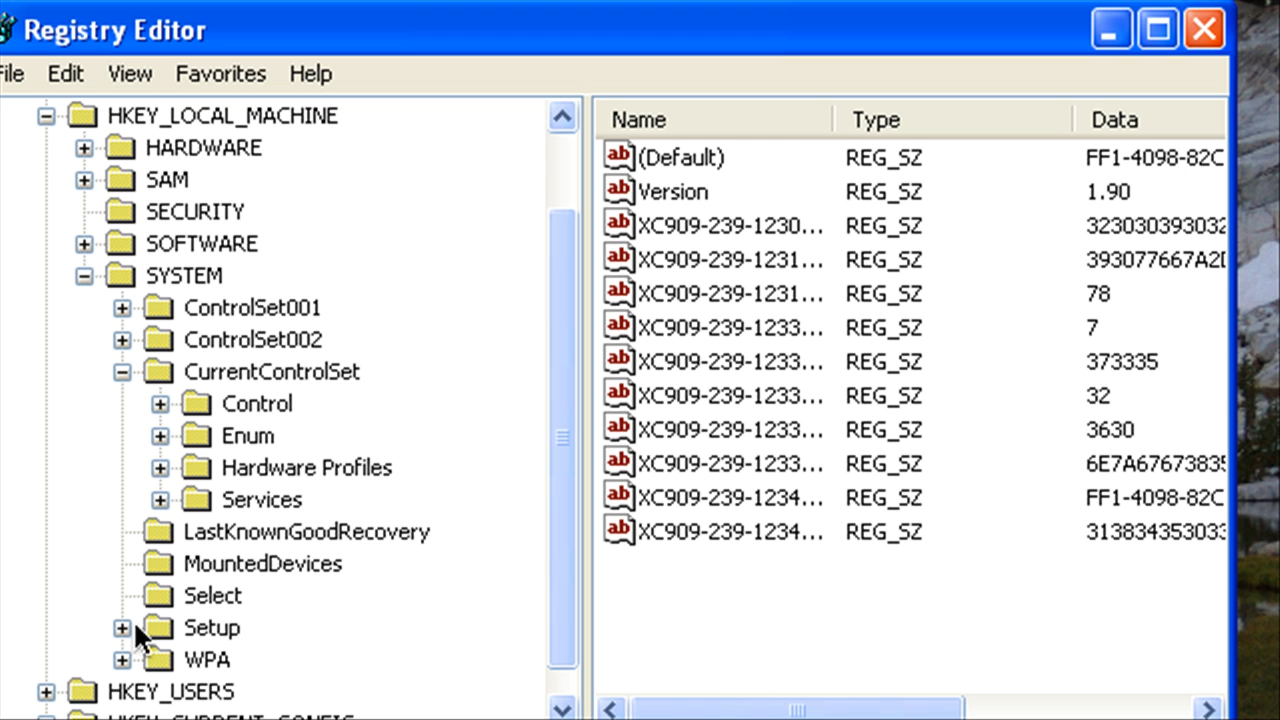 Registry Editor
File Edit View Favorites Help
HKEY_LOCAL_MACHINE
HARDWARE
SAM
SECURITY
SOFTWARE
SYSTEM
ControlSet001
ControlSet002
CurrentControlSet
Control
Enum
Hardware Profiles
Services
LastKnownGoodRecovery
MountedDevices
Select
Setup
WPA
HKEY_USERS
HKEY_CURRENT_CONFIG
Name Type Data
(Default) REG_SZ FF1-4098-82C
Version REG_SZ 1.90
XC909-239-1230... REG_SZ 323030393032
XC909-239-1231... REG_SZ 393077667A2D
XC909-239-1231... REG_SZ 78
XC909-239-1233... REG_SZ 7
XC909-239-1233... REG_SZ 373335
XC909-239-1233... REG_SZ 32
XC909-239-1233... REG_SZ 3630
XC909-239-1233... REG_SZ 6E7A67673835
XC909-239-1234... REG_SZ FF1-4098-82C
XC909-239-1234... REG_SZ 313834353033